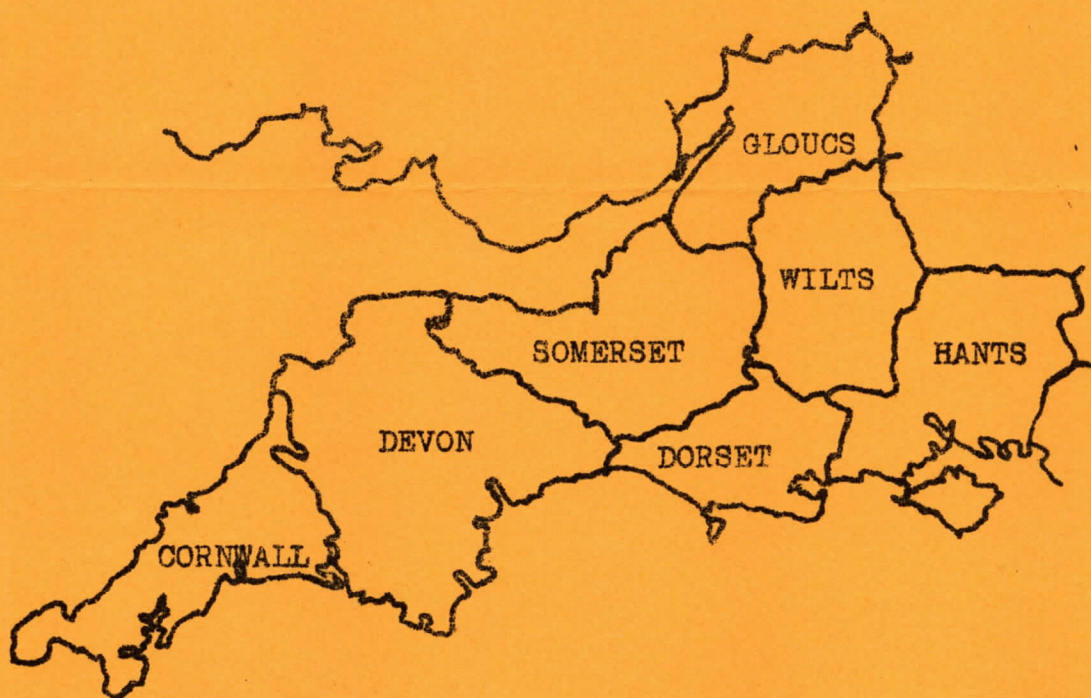 GLOUCS
WILTS
SOMERSET
HANTS
DEVON
DORSET
CORNWALL